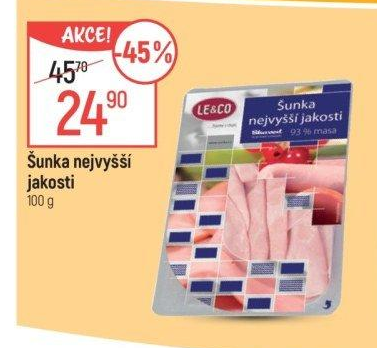 AKCE!
-45%
45⁷⁰
24⁹⁰
Šunka nejvyšší
jakosti
100 g
LE&CO
Šunka
nejvyšší jakosti
93 % masa